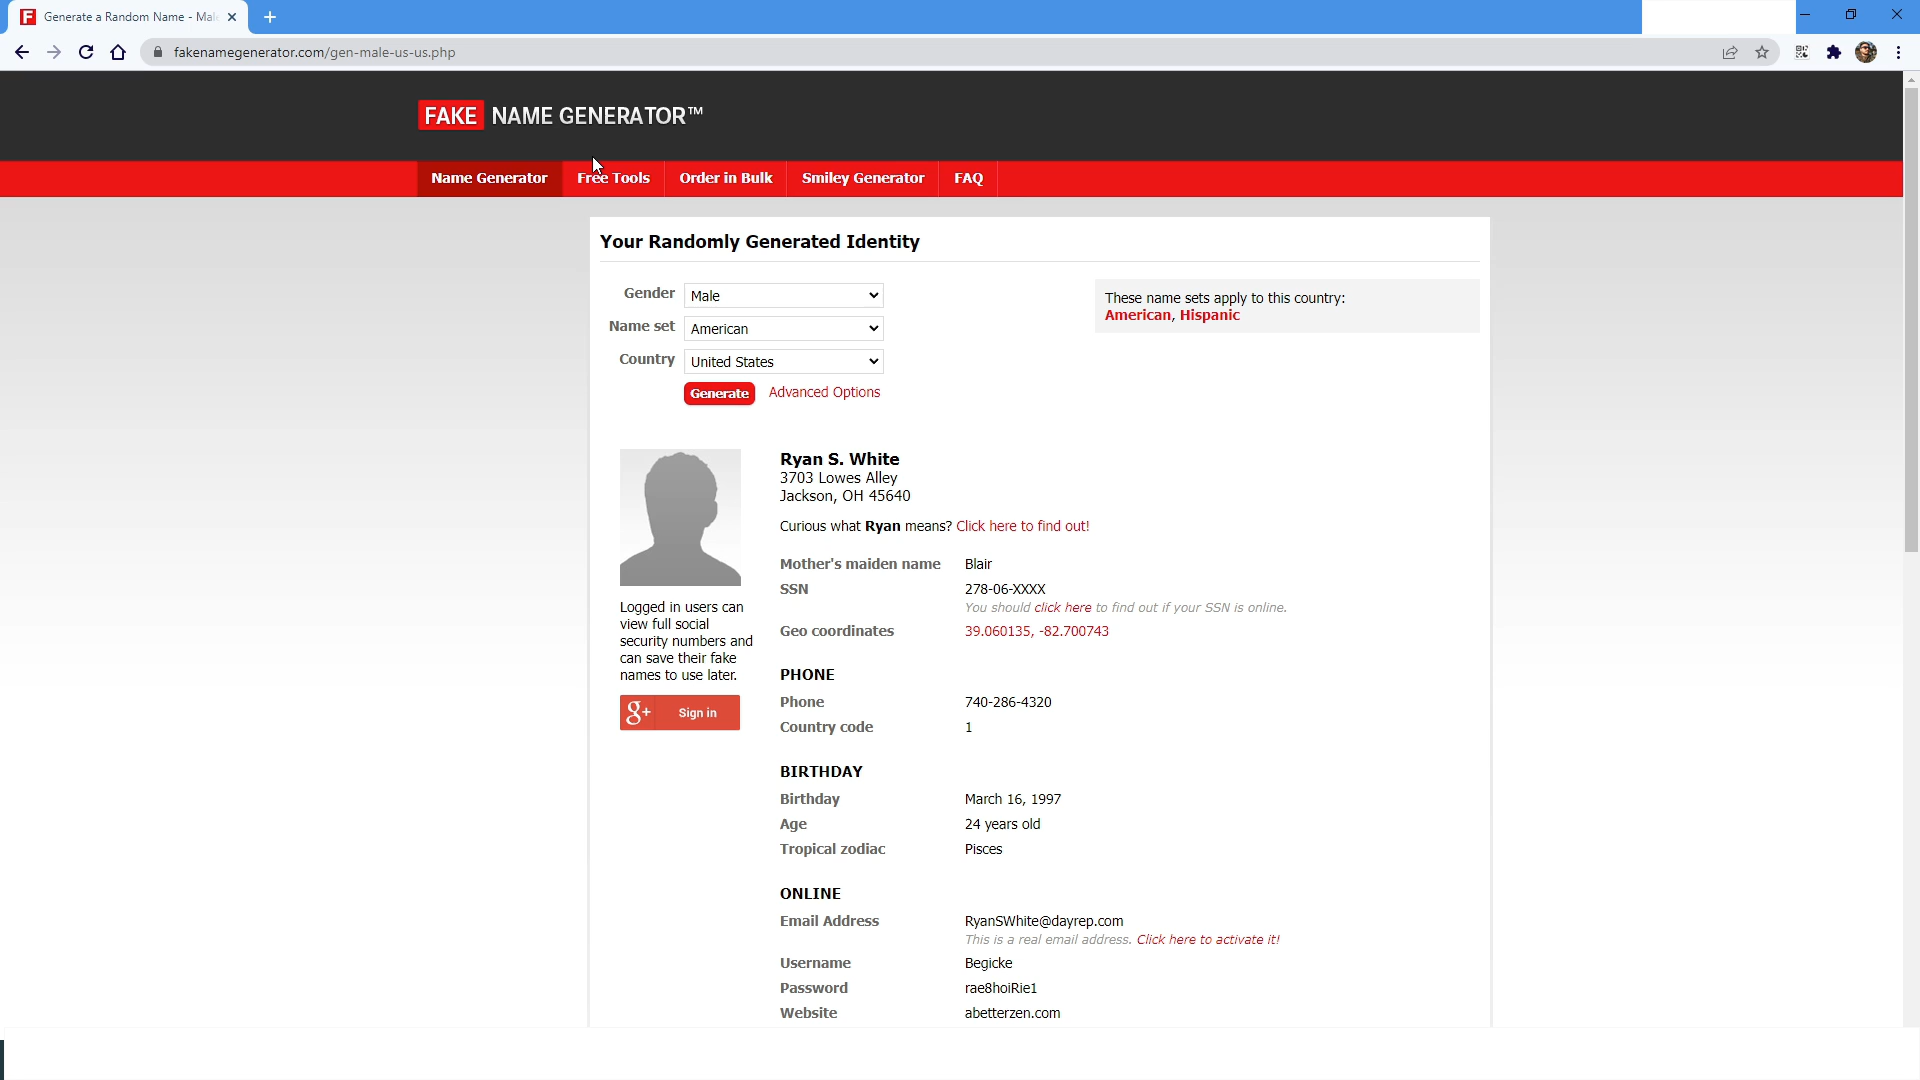 Generate a Random Name - Mal
fakenamegenerator.com/gen-male-us-us.php
FAKE NAME GENERATOR™
Name Generator Free Tools Order in Bulk Smiley Generator FAQ
Your Randomly Generated Identity
Gender Male
Name set American
Country United States
Generate Advanced Options
These name sets apply to this country:
American, Hispanic
Ryan S. White
3703 Lowes Alley
Jackson, OH 45640
Curious what Ryan means? Click here to find out!
Mother's maiden name Blair
SSN 278-06-XXXX
You should click here to find out if your SSN is online.
Geo coordinates 39.060135, -82.700743
Logged in users can
view full social
security numbers and
can save their fake
names to use later.
g+ Sign in
PHONE
Phone 740-286-4320
Country code 1
BIRTHDAY
Birthday March 16, 1997
Age 24 years old
Tropical zodiac Pisces
ONLINE
Email Address RyanSWhite@dayrep.com
This is a real email address. Click here to activate it!
Username Begicke
Password rae8hoiRie1
Website abetterzen.com